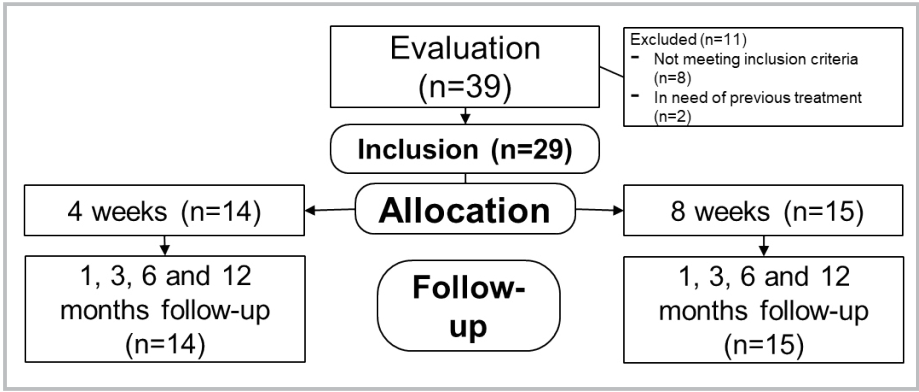 Evaluation
(n=39)
Excluded (n=11)
- Not meeting inclusion criteria
(n=8)
- In need of previous treatment
(n=2)
Inclusion (n=29)
Allocation
4 weeks (n=14)
8 weeks (n=15)
1, 3, 6 and 12
months follow-up
(n=14)
Follow-
up
1, 3, 6 and 12
months follow-up
(n=15)